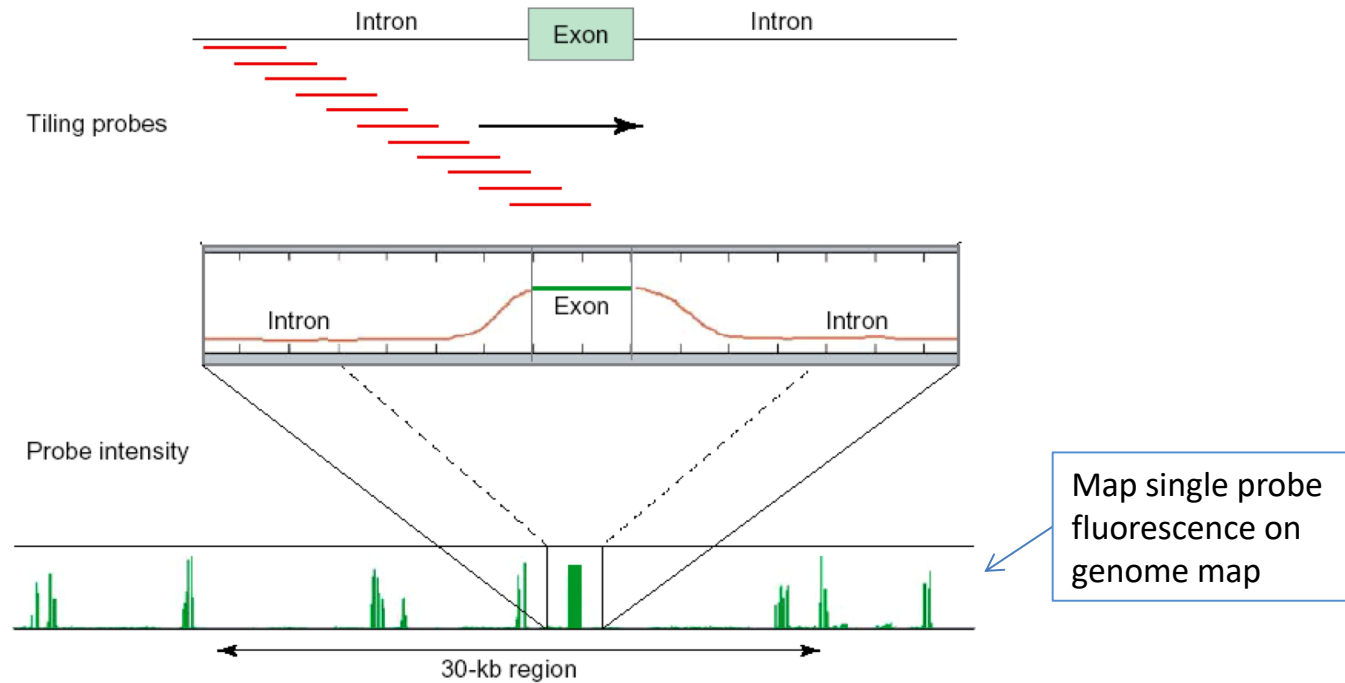 Intron
Exon
Intron
Tiling probes
Intron
Exon
Intron
Probe intensity
Map single probe
fluorescence on
genome map
30-kb region